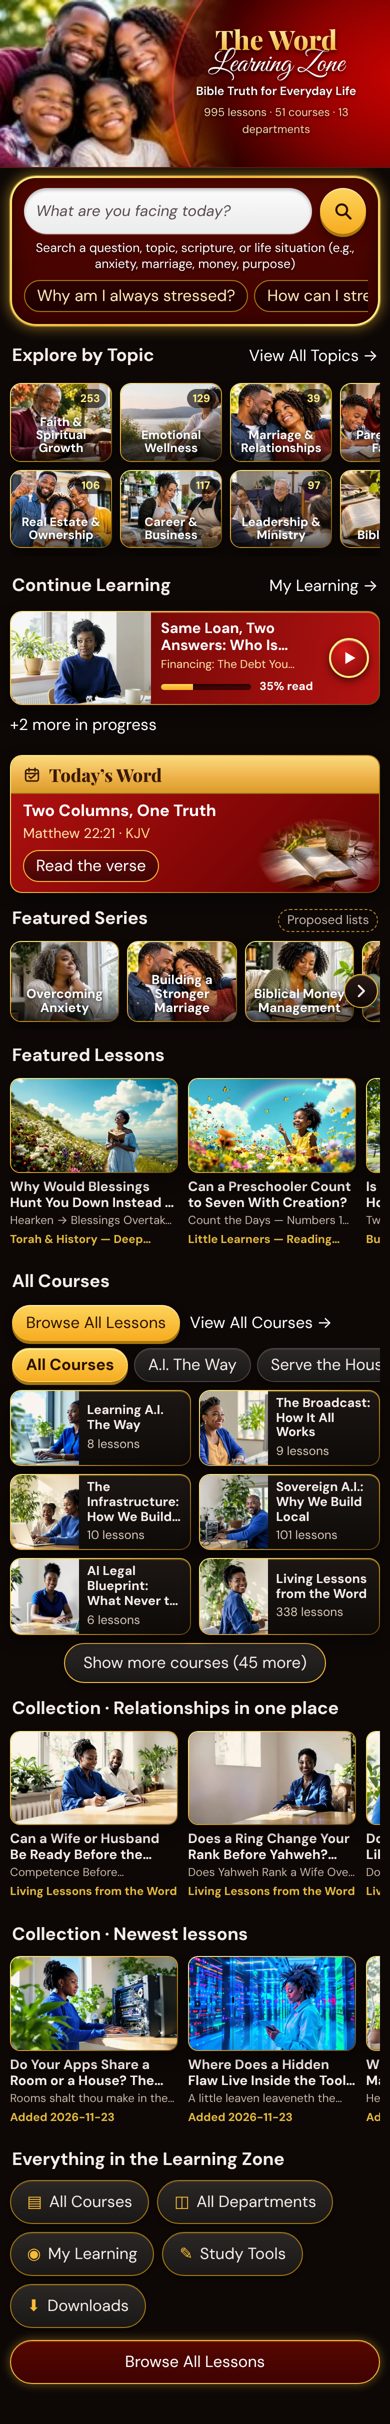 The Word
Learning Zone
Bible Truth for Everyday Life
995 lessons · 51 courses · 13
departments
What are you facing today?
Search a question, topic, scripture, or life situation (e.g.,
anxiety, marriage, money, purpose)
Why am I always stressed?
How can I stre
Explore by Topic
View All Topics →
253
Faith &
Spiritual
Growth
129
Emotional
Wellness
39
Marriage &
Relationships
Pare
Fa
106
Real Estate &
Ownership
117
Career &
Business
97
Leadership &
Ministry
Bibl
Continue Learning
My Learning →
Same Loan, Two
Answers: Who Is...
Financing: The Debt You...
35% read
+2 more in progress
Today's Word
Two Columns, One Truth
Matthew 22:21 · KJV
Read the verse
Featured Series
Proposed lists
Overcoming
Anxiety
Building a
Stronger
Marriage
Biblical Money
Management
Featured Lessons
Why Would Blessings
Hunt You Down Instead ...
Hearken → Blessings Overtak...
Torah & History — Deep...
Can a Preschooler Count
to Seven With Creation?
Count the Days — Numbers 1...
Little Learners — Reading...
Is
Ho
Tw
Bu
All Courses
Browse All Lessons
View All Courses →
All Courses
A.I. The Way
Serve the Hous
Learning A.I.
The Way
8 lessons
The Broadcast:
How It All
Works
9 lessons
The
Infrastructure:
How We Build...
10 lessons
Sovereign A.I.:
Why We Build
Local
101 lessons
AI Legal
Blueprint:
What Never t...
6 lessons
Living Lessons
from the Word
338 lessons
Show more courses (45 more)
Collection · Relationships in one place
Can a Wife or Husband
Be Ready Before the...
Competence Before...
Living Lessons from the Word
Does a Ring Change Your
Rank Before Yahweh?...
Does Yahweh Rank a Wife Ove...
Living Lessons from the Word
Do
Lil
Do
Liv
Collection · Newest lessons
Do Your Apps Share a
Room or a House? The...
Rooms shalt thou make in the...
Added 2026-11-23
Where Does a Hidden
Flaw Live Inside the Tool...
A little leaven leaveneth the...
Added 2026-11-23
W
Ma
He
Ad
Everything in the Learning Zone
All Courses
All Departments
My Learning
Study Tools
Downloads
Browse All Lessons